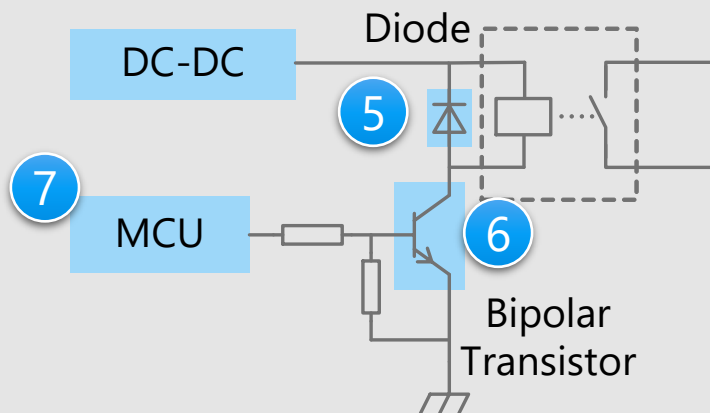 Diode
DC-DC
5
7
MCU
6
Bipolar
Transistor